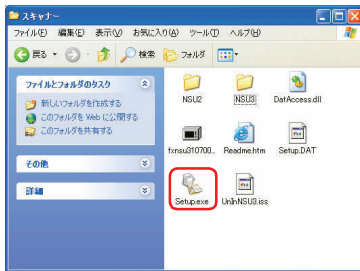 スキャナー
ファイル(F) 編集(E) 表示(V) お気に入り(A) ツール(T) ヘルプ(H)
戻る 検索 フォルダ
ファイルとフォルダのタスク
新しいフォルダを作成する
このフォルダを Web に公開する
このフォルダを共有する
その他
詳細
NSU2 NSU3 DatAccess.dll
fxnsu310700... Readme.htm Setup.DAT
Setup.exe UnInNSU3.iss